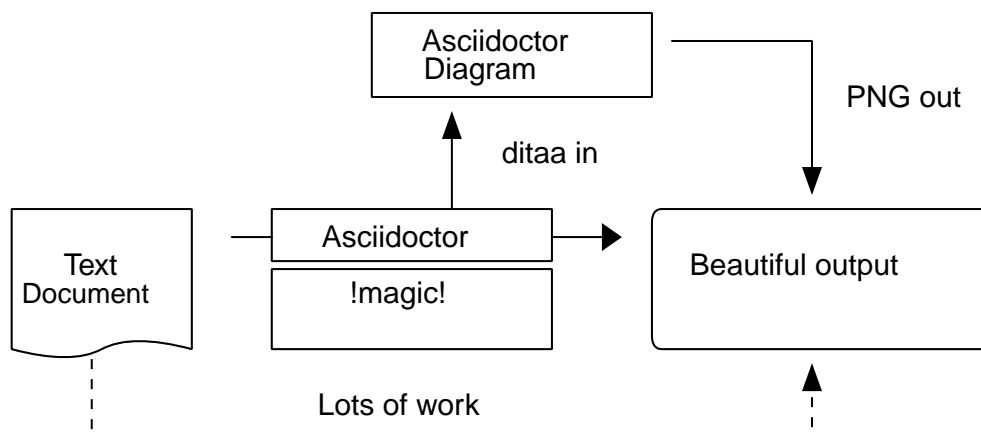 Asciidoctor
Diagram
PNG out
ditaa in
Text
Document
Asciidoctor
!magic!
Beautiful output
Lots of work